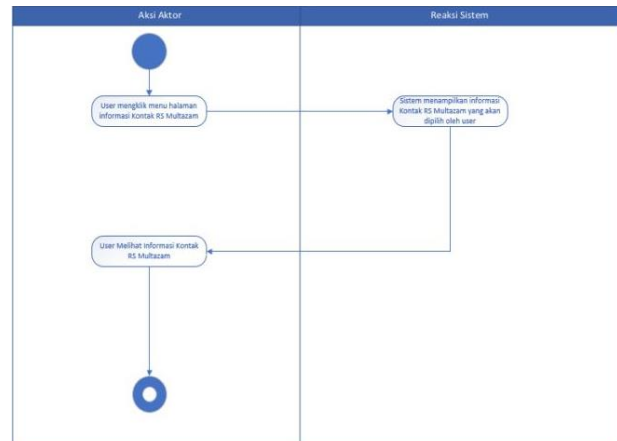 Aksi Aktor
Reaksi Sistem
User mengklik menu halaman
informasi Kontak RS Multazam
Sistem menampilkan informasi
Kontak RS Multazam yang akan
dipilih oleh user
User Melihat Informasi Kontak
RS Multazam